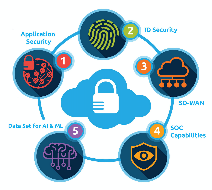 Application
Security
1
2
ID Security
3
SD-WAN
4
SOC
Capabilities
5
Data Set for AI & ML